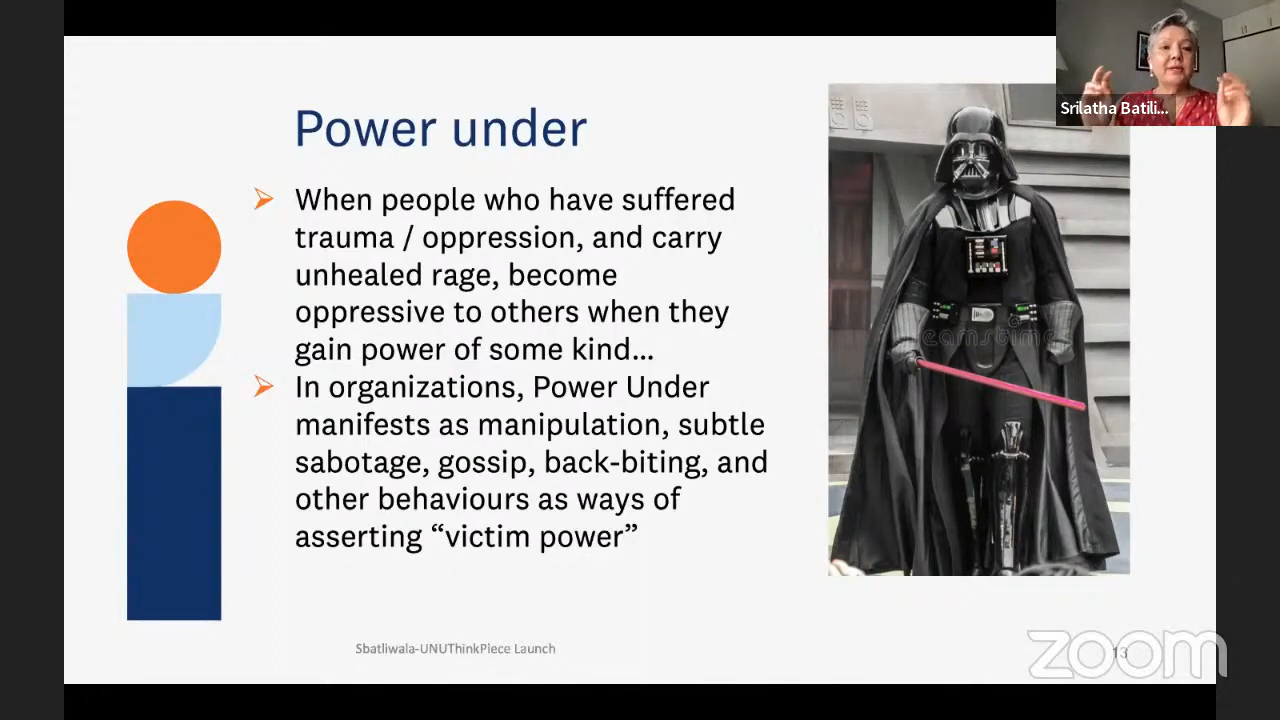 Srilatha Batili...
Power under
When people who have suffered
trauma / oppression, and carry
unhealed rage, become
oppressive to others when they
gain power of some kind...
In organizations, Power Under
manifests as manipulation, subtle
sabotage, gossip, back-biting, and
other behaviours as ways of
asserting “victim power”
Sbatliwala-UNUThinkPiece Launch
13
zoom